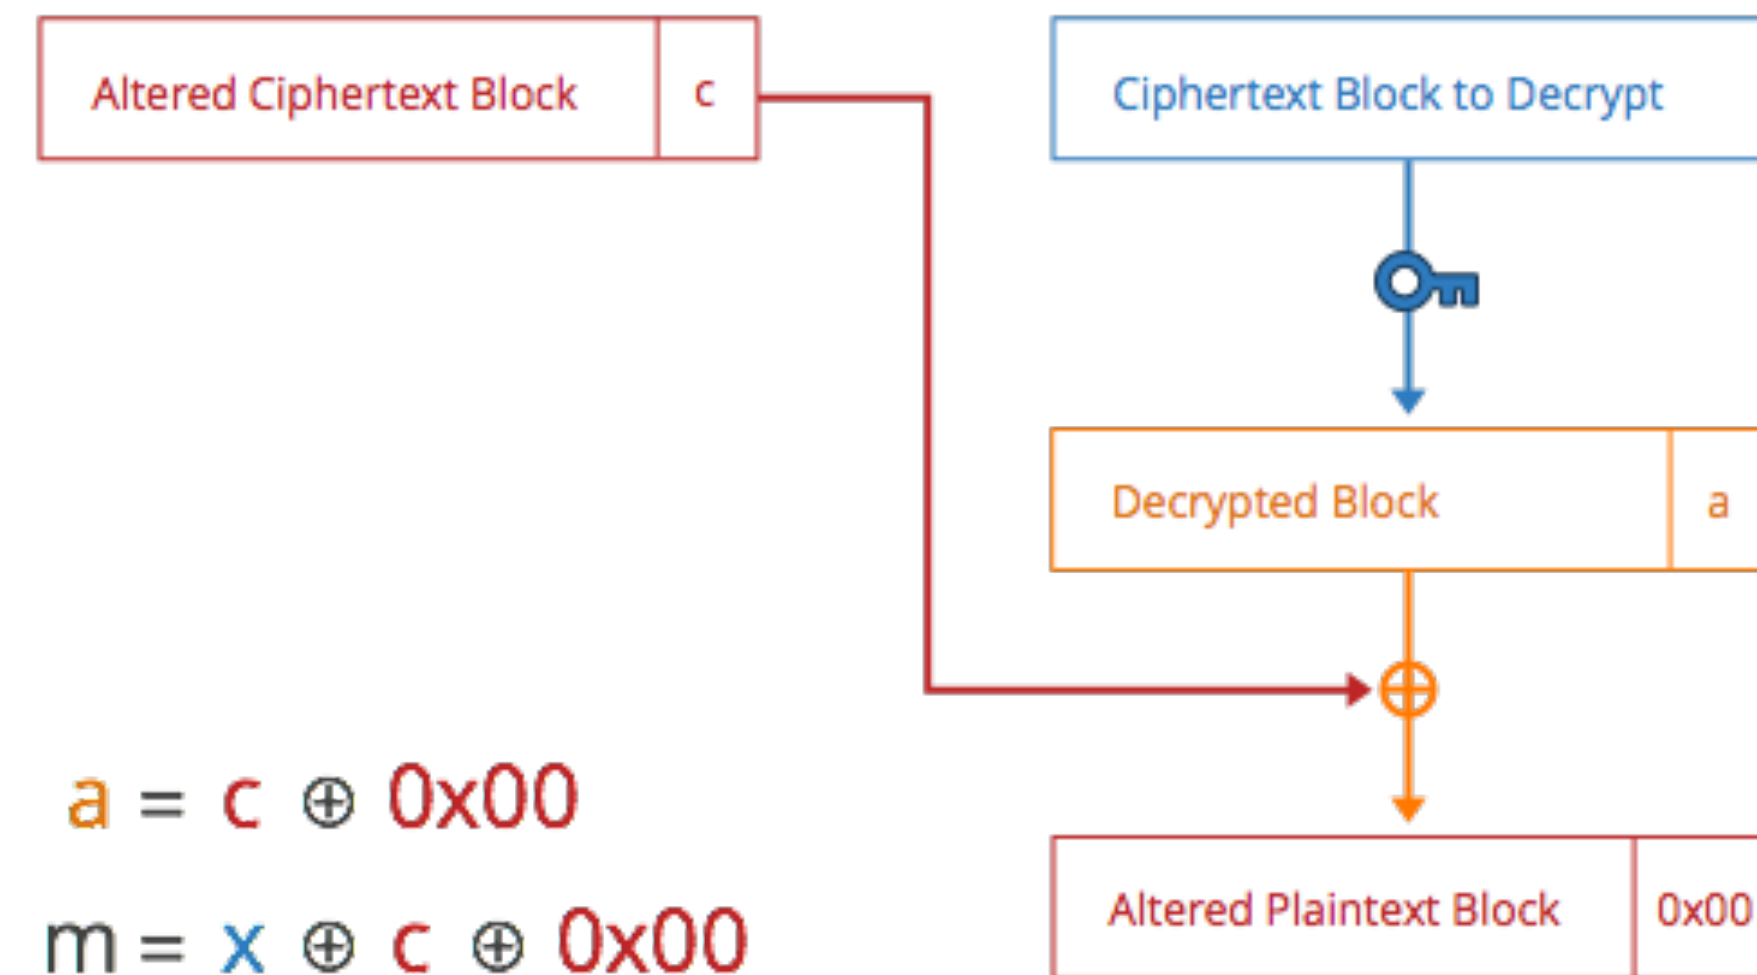 Altered Ciphertext Block c
Ciphertext Block to Decrypt
Decrypted Block a
a = c ⊕ 0x00
m = x ⊕ c ⊕ 0x00
Altered Plaintext Block 0x00